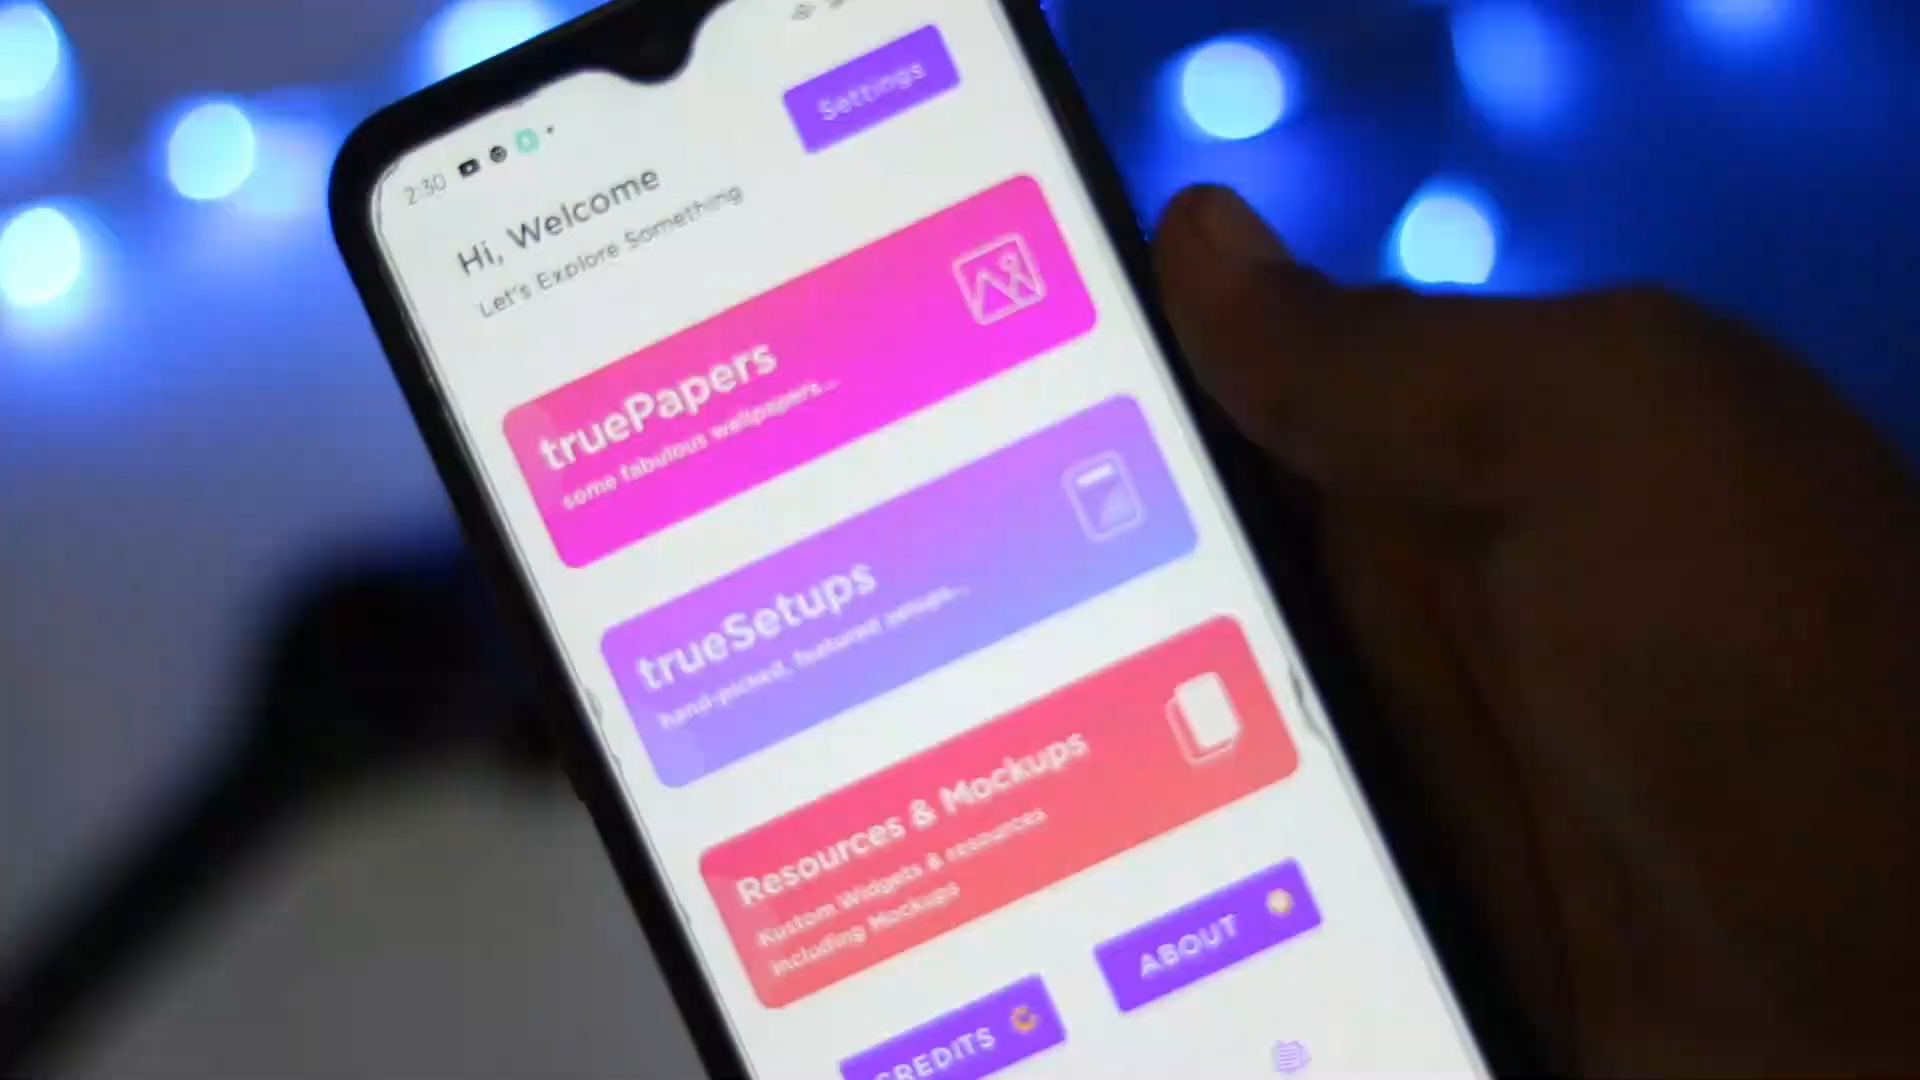 2:30
Settings
Hi, Welcome
Let's Explore Something
truePapers
some fabulous wallpapers...
trueSetups
hand-picked, featured setups...
Resources & Mockups
Kustom Widgets & resources
including Mockups
ABOUT
CREDITS